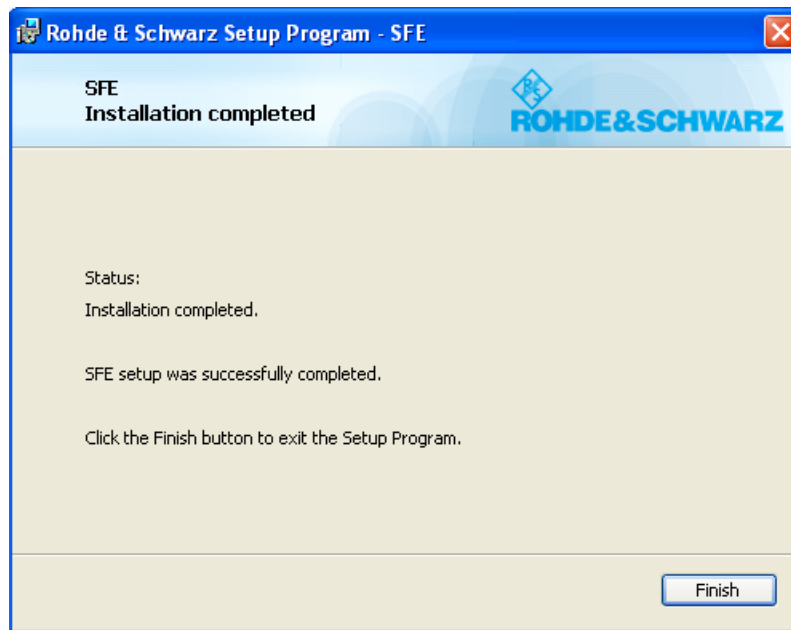 Rohde & Schwarz Setup Program - SFE
SFE
Installation completed
R&S
ROHDE&SCHWARZ
Status:
Installation completed.
SFE setup was successfully completed.
Click the Finish button to exit the Setup Program.
Finish